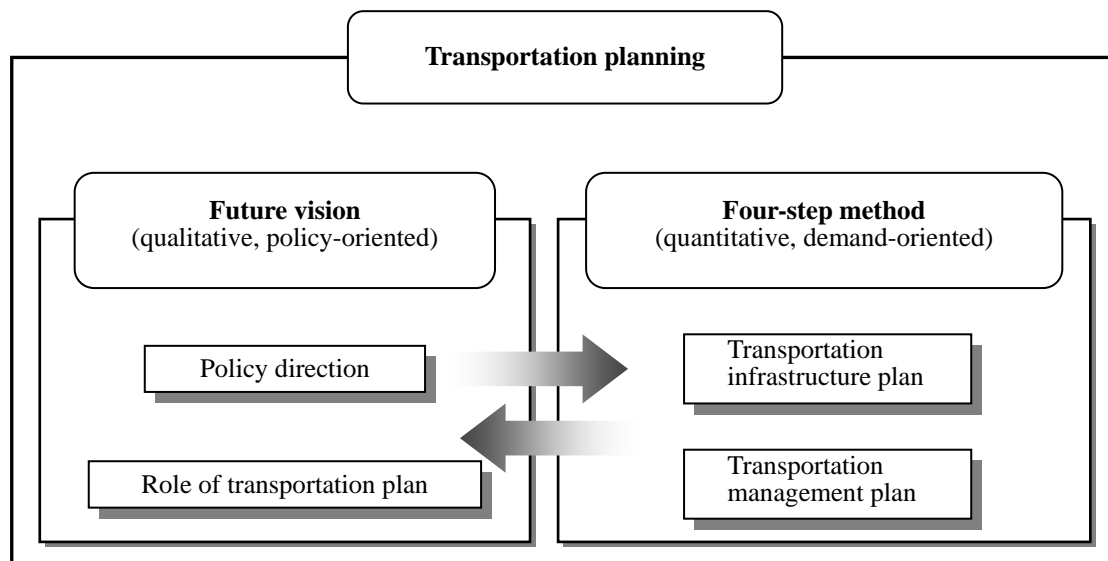 Transportation planning
Future vision
(qualitative, policy-oriented)
Four-step method
(quantitative, demand-oriented)
Policy direction
Role of transportation plan
Transportation
infrastructure plan
Transportation
management plan